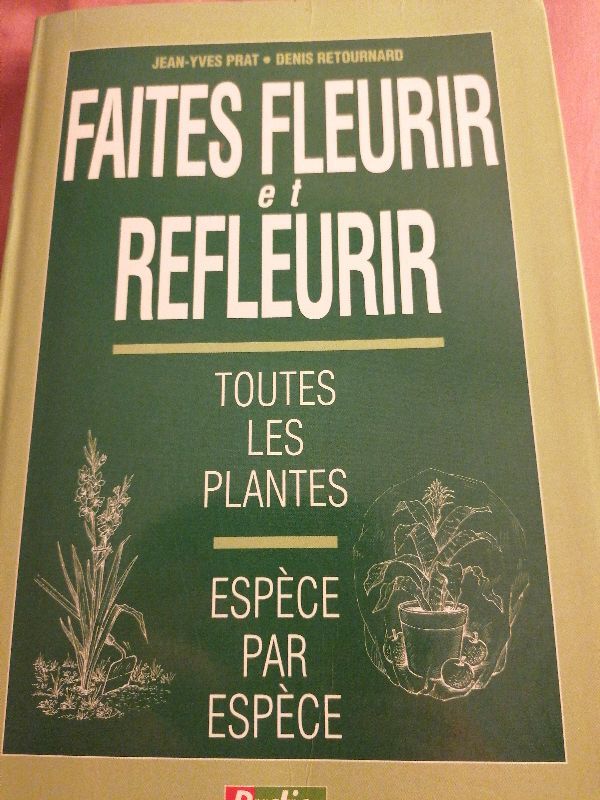 JEAN-YVES PRAT • DENIS RETOURNARD
FAITES FLEURIR
et
REFLEURIR
TOUTES
LES
PLANTES
ESPÈCE
PAR
ESPÈCE